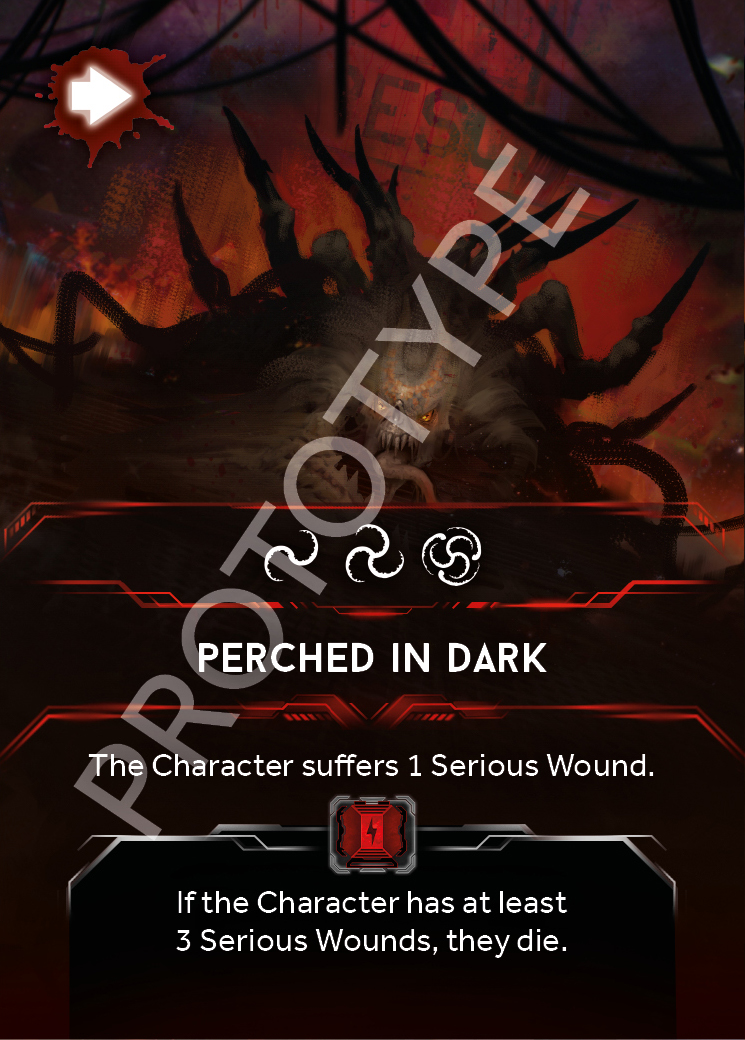 PROTOTYPE
PERCHED IN DARK
The Character suffers 1 Serious Wound.
If the Character has at least
3 Serious Wounds, they die.